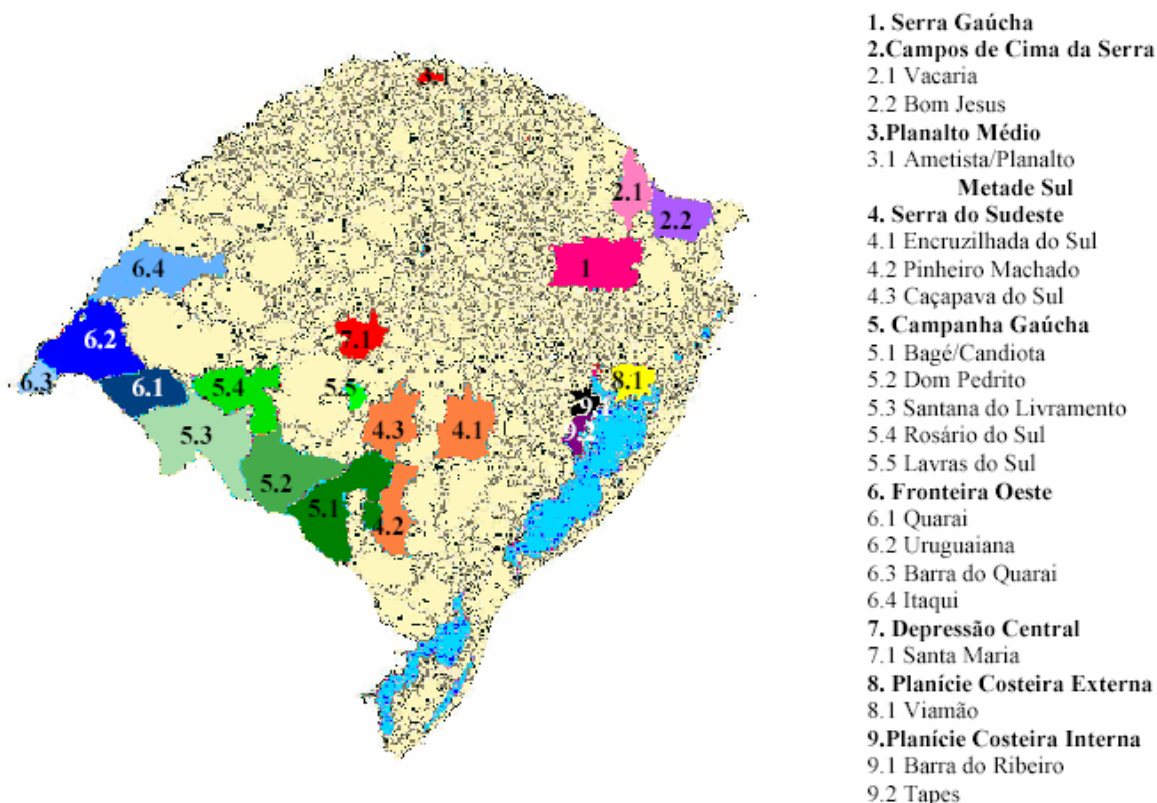 1. Serra Gaúcha
2.Campos de Cima da Serra
2.1 Vacaria
2.2 Bom Jesus
3.Planalto Médio
3.1 Ametista/Planalto
Metade Sul
4. Serra do Sudeste
4.1 Encruzilhada do Sul
4.2 Pinheiro Machado
4.3 Caçapava do Sul
5. Campanha Gaúcha
5.1 Bagé/Candiota
5.2 Dom Pedrito
5.3 Santana do Livramento
5.4 Rosário do Sul
5.5 Lavras do Sul
6. Fronteira Oeste
6.1 Quarai
6.2 Uruguaiana
6.3 Barra do Quarai
6.4 Itaqui
7. Depressão Central
7.1 Santa Maria
8. Planície Costeira Externa
8.1 Viamão
9.Planície Costeira Interna
9.1 Barra do Ribeiro
9.2 Tapes
3.1
2.1
2.2
1
6.4
6.2
7.1
6.3
6.1
5.4
5.5
8.1
9.1
9.2
5.3
4.3
4.1
5.2
5.1
4.2